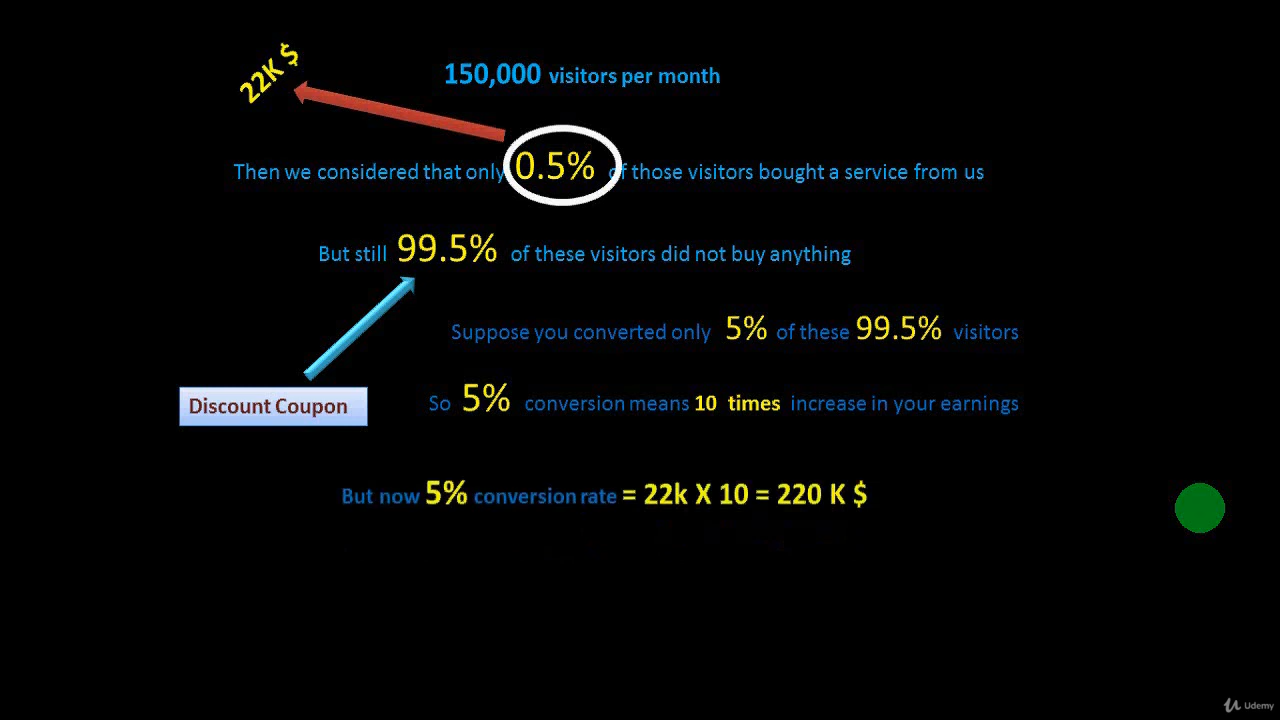 22K $
150,000 visitors per month
Then we considered that only 0.5% of those visitors bought a service from us
But still 99.5% of these visitors did not buy anything
Suppose you converted only 5% of these 99.5% visitors
Discount Coupon
So 5% conversion means 10 times increase in your earnings
But now 5% conversion rate = 22k X 10 = 220 K $
Udemy